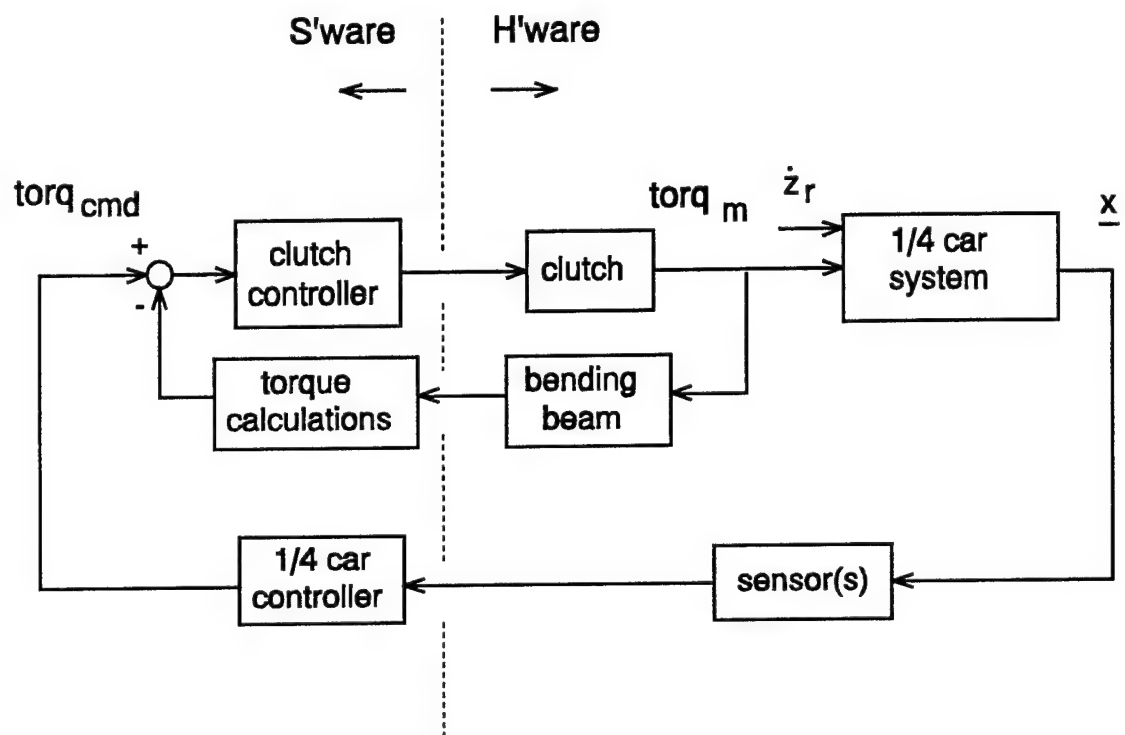 S'ware
H'ware
torq cmd
torq m
ż r
x
+
-
clutch
controller
clutch
1/4 car
system
torque
calculations
bending
beam
1/4 car
controller
sensor(s)